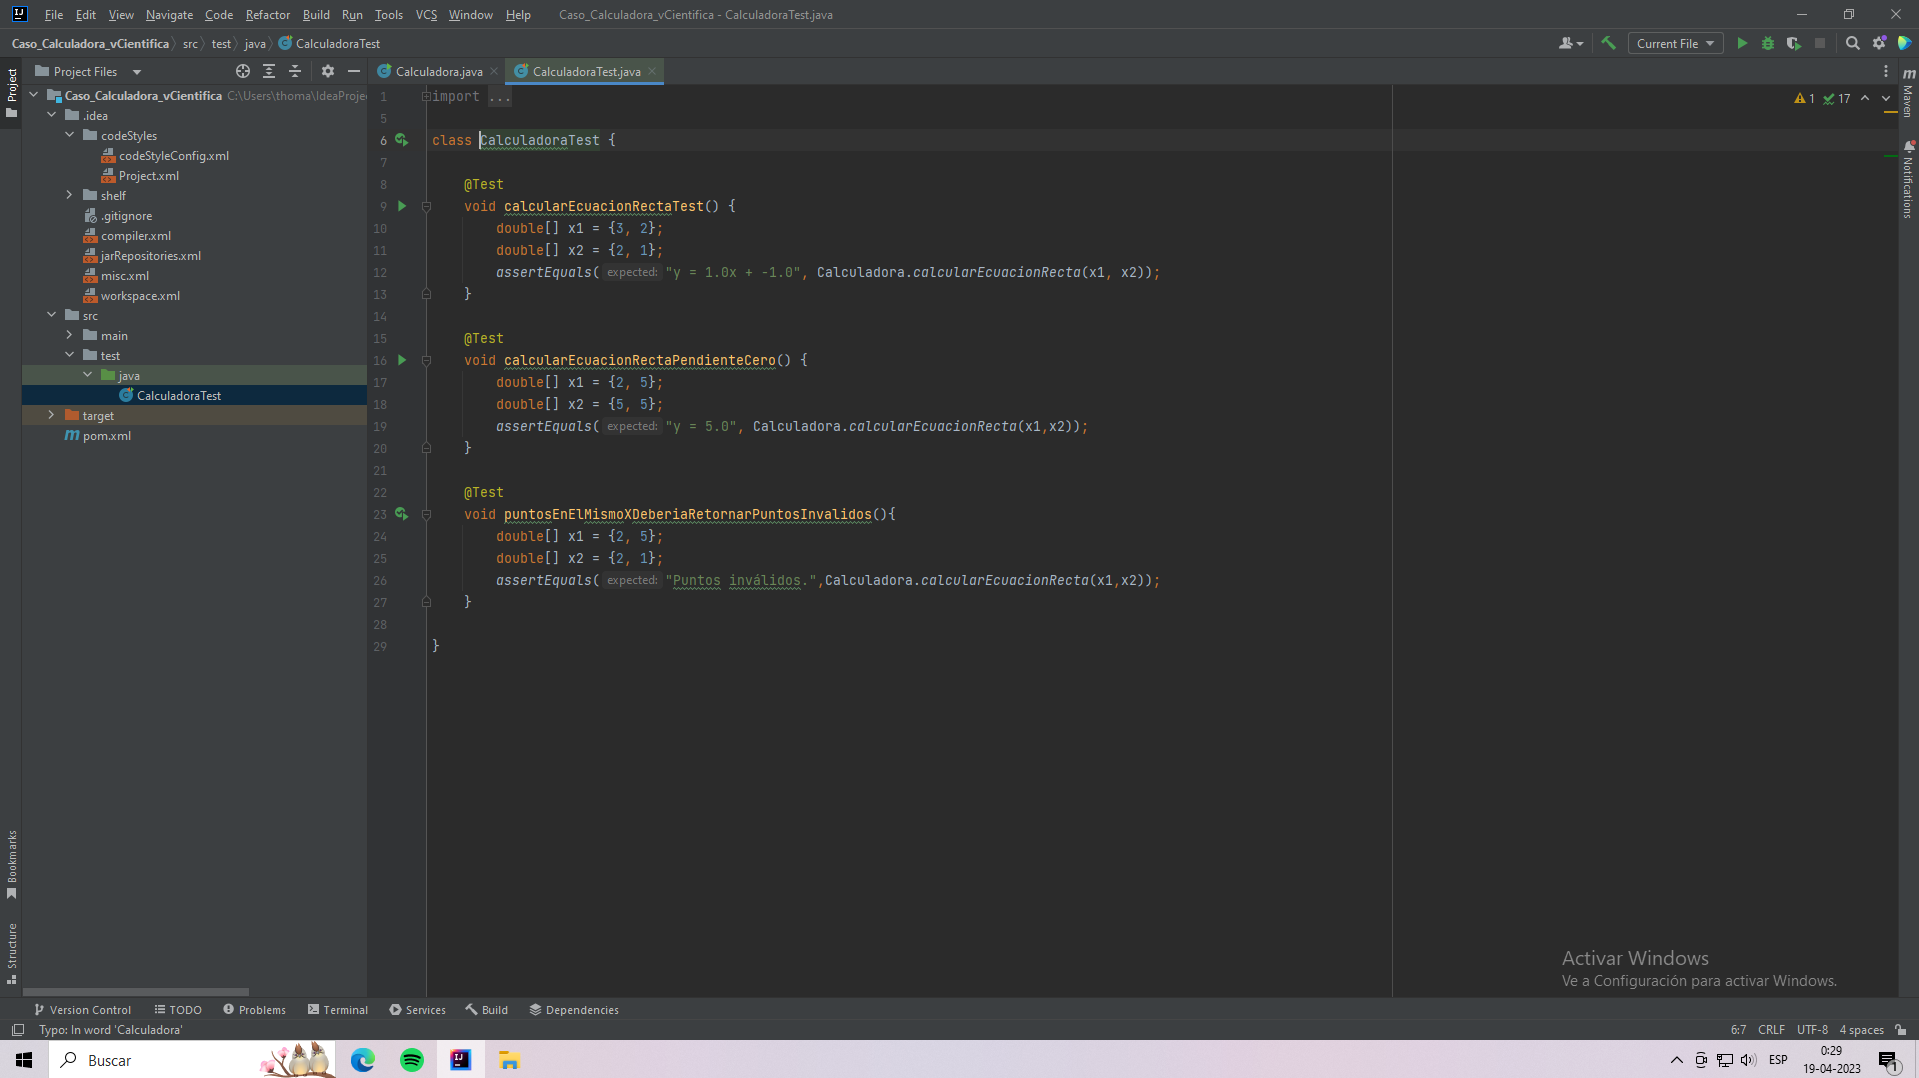 File Edit View Navigate Code Refactor Build Run Tools VCS Window Help Caso_Calculadora_vCientifica - CalculadoraTest.java
Caso_Calculadora_vCientifica src test java CalculadoraTest Current File
Project Files Calculadora.java CalculadoraTest.java
Project
Caso_Calculadora_vCientifica C:\Users\thoma\IdeaProje
.idea
codeStyles
codeStyleConfig.xml
Project.xml
shelf
.gitignore
compiler.xml
jarRepositories.xml
misc.xml
workspace.xml
src
main
test
java
CalculadoraTest
target
pom.xml
Bookmarks
Structure
1 import ...
5
6 class CalculadoraTest {
7
8 @Test
9 void calcularEcuacionRectaTest() {
10 double[] x1 = {3, 2};
11 double[] x2 = {2, 1};
12 assertEquals( expected: "y = 1.0x + -1.0", Calculadora.calcularEcuacionRecta(x1, x2));
13 }
14
15 @Test
16 void calcularEcuacionRectaPendienteCero() {
17 double[] x1 = {2, 5};
18 double[] x2 = {5, 5};
19 assertEquals( expected: "y = 5.0", Calculadora.calcularEcuacionRecta(x1,x2));
20 }
21
22 @Test
23 void puntosEnElMismoXDeberiaRetornarPuntosInvalidos(){
24 double[] x1 = {2, 5};
25 double[] x2 = {2, 1};
26 assertEquals( expected: "Puntos inválidos.",Calculadora.calcularEcuacionRecta(x1,x2));
27 }
28
29 }
1 17
m Maven
Notifications
Activar Windows
Ve a Configuración para activar Windows.
Version Control TODO Problems Terminal Services Build Dependencies
Typo: In word 'Calculadora' 6:7 CRLF UTF-8 4 spaces
Buscar ESP 0:29
19-04-2023 1